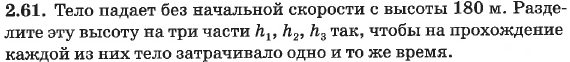 2.61. Тело падает без начальной скорости с высоты 180 м. Разде-
лите эту высоту на три части h₁, h₂, h₃ так, чтобы на прохождение
каждой из них тело затрачивало одно и то же время.